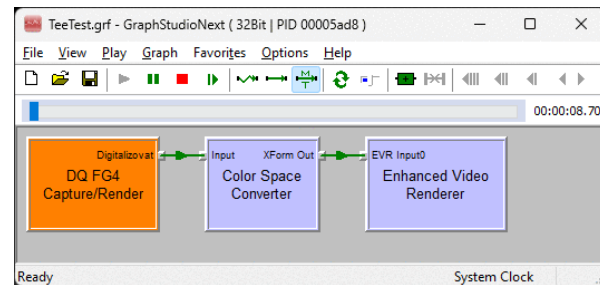 TeeTest.grf - GraphStudioNext ( 32Bit | PID 00005ad8 )
File View Play Graph Favorites Options Help
M
T
00:00:08.70
Digitalizovat
Input
XForm Out
EVR Input0
DQ FG4
Capture/Render
Color Space
Converter
Enhanced Video
Renderer
Ready
System Clock